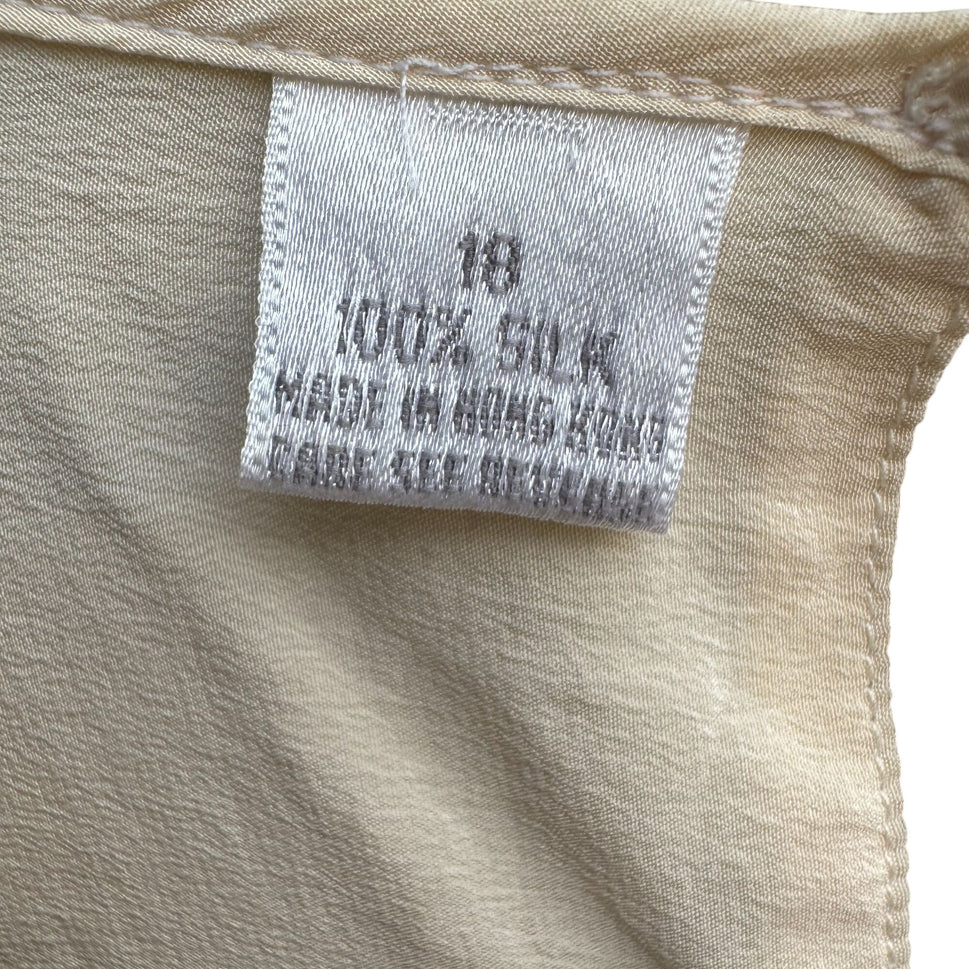 18
100% SILK
MADE IN HONG KONG
CARE SEE REVERSE